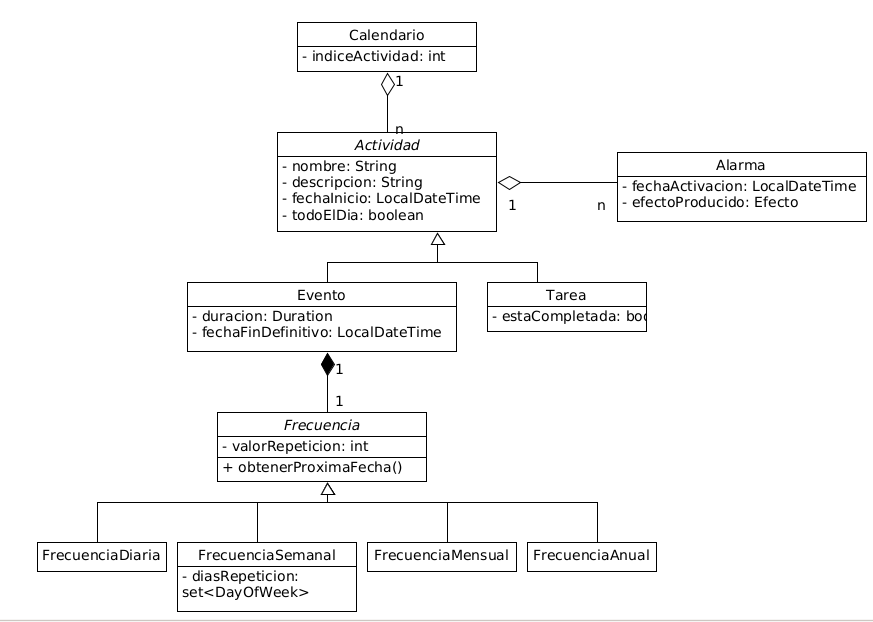 Calendario
- indiceActividad: int
1
n
Actividad
- nombre: String
- descripcion: String
- fechaInicio: LocalDateTime
- todoElDia: boolean
1
n
Alarma
- fechaActivacion: LocalDateTime
- efectoProducido: Efecto
Evento
- duracion: Duration
- fechaFinDefinitivo: LocalDateTime
Tarea
- estaCompletada: boo
1
1
Frecuencia
- valorRepeticion: int
+ obtenerProximaFecha()
FrecuenciaDiaria
FrecuenciaSemanal
- diasRepeticion:
set<DayOfWeek>
FrecuenciaMensual
FrecuenciaAnual